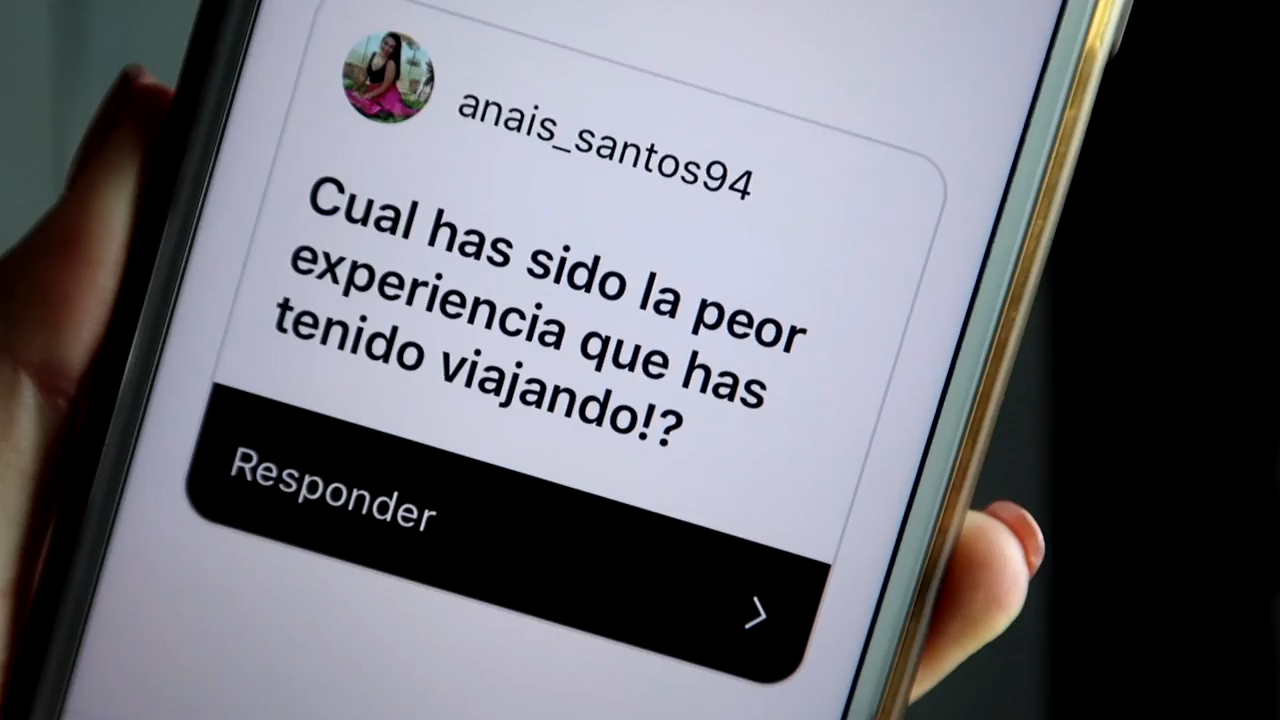 anais_santos94
Cual has sido la peor
experiencia que has
tenido viajando!?
Responder